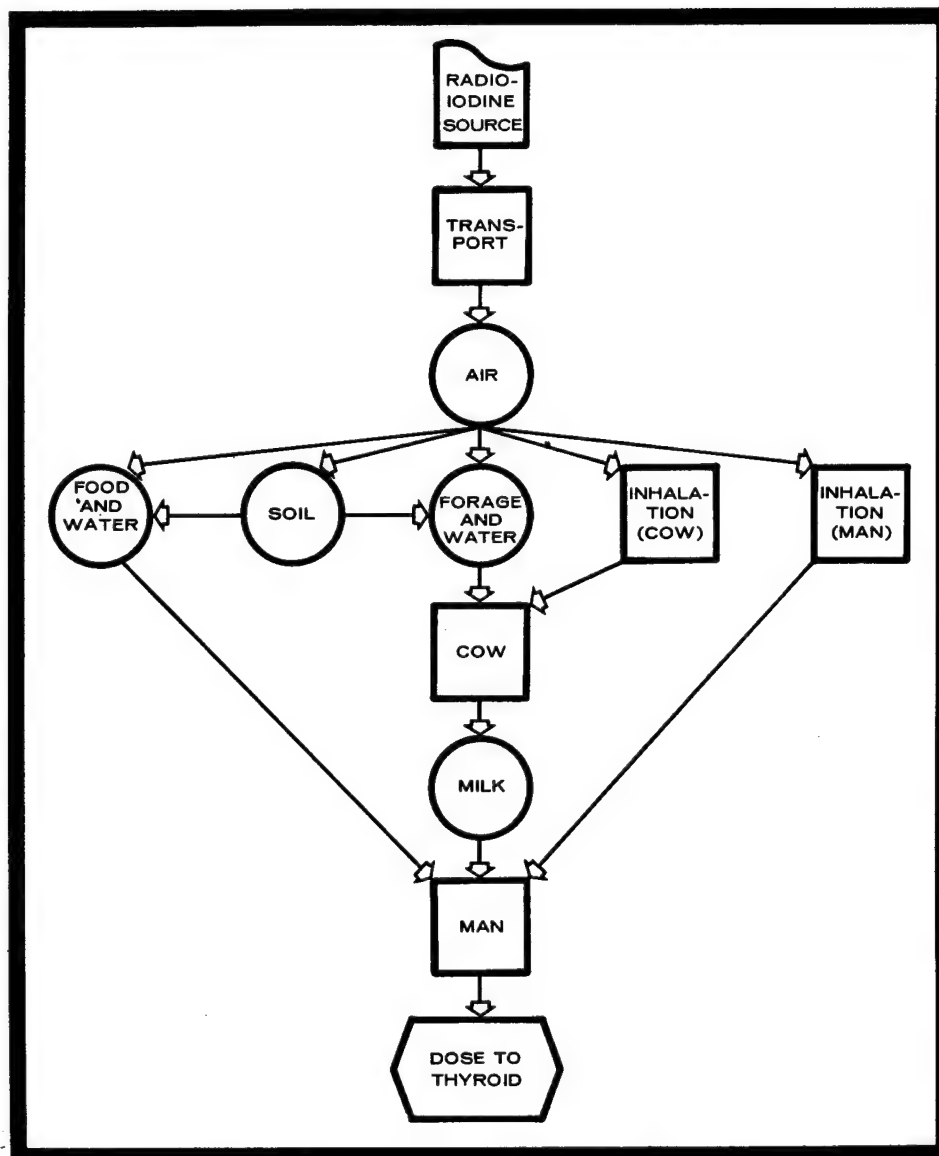 RADIO-
IODINE
SOURCE
TRANS-
PORT
AIR
FOOD
AND
WATER
SOIL
FORAGE
AND
WATER
INHALA-
TION
(COW)
INHALA-
TION
(MAN)
COW
MILK
MAN
DOSE TO
THYROID